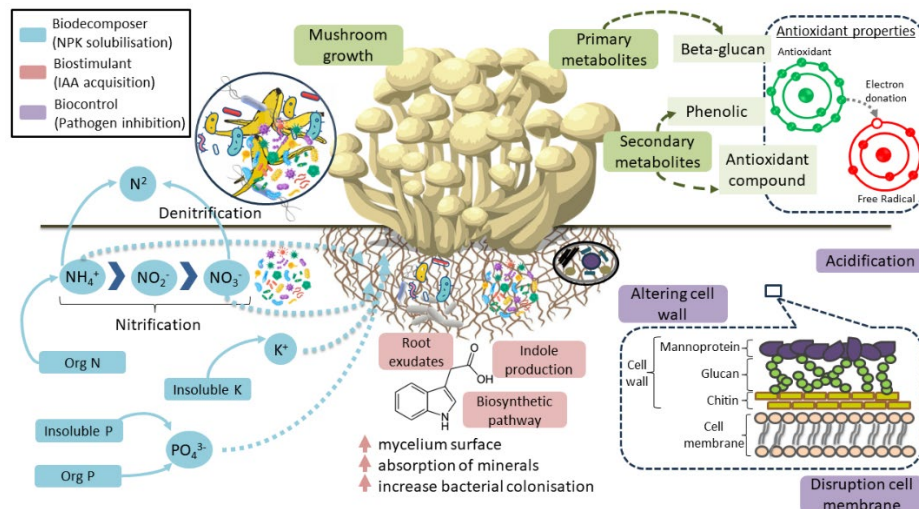 Biodecomposer
(NPK solubilisation)
Biostimulant
(IAA acquisition)
Biocontrol
(Pathogen inhibition)
Mushroom
growth
Primary
metabolites
Beta-glucan
Phenolic
Secondary
metabolites
Antioxidant
compound
Antioxidant properties
Antioxidant
Electron
donation
Free Radical
N²
Denitrification
NH₄⁺
NO₂⁻
NO₃⁻
Nitrification
Org N
K⁺
Insoluble K
Insoluble P
PO₄³⁻
Org P
Root
exudates
Indole
production
O
OH
N
H
Biosynthetic
pathway
mycelium surface
absorption of minerals
increase bacterial colonisation
Acidification
Altering cell
wall
Cell
wall
Mannoprotein
Glucan
Chitin
Cell
membrane
Disruption cell
membrane